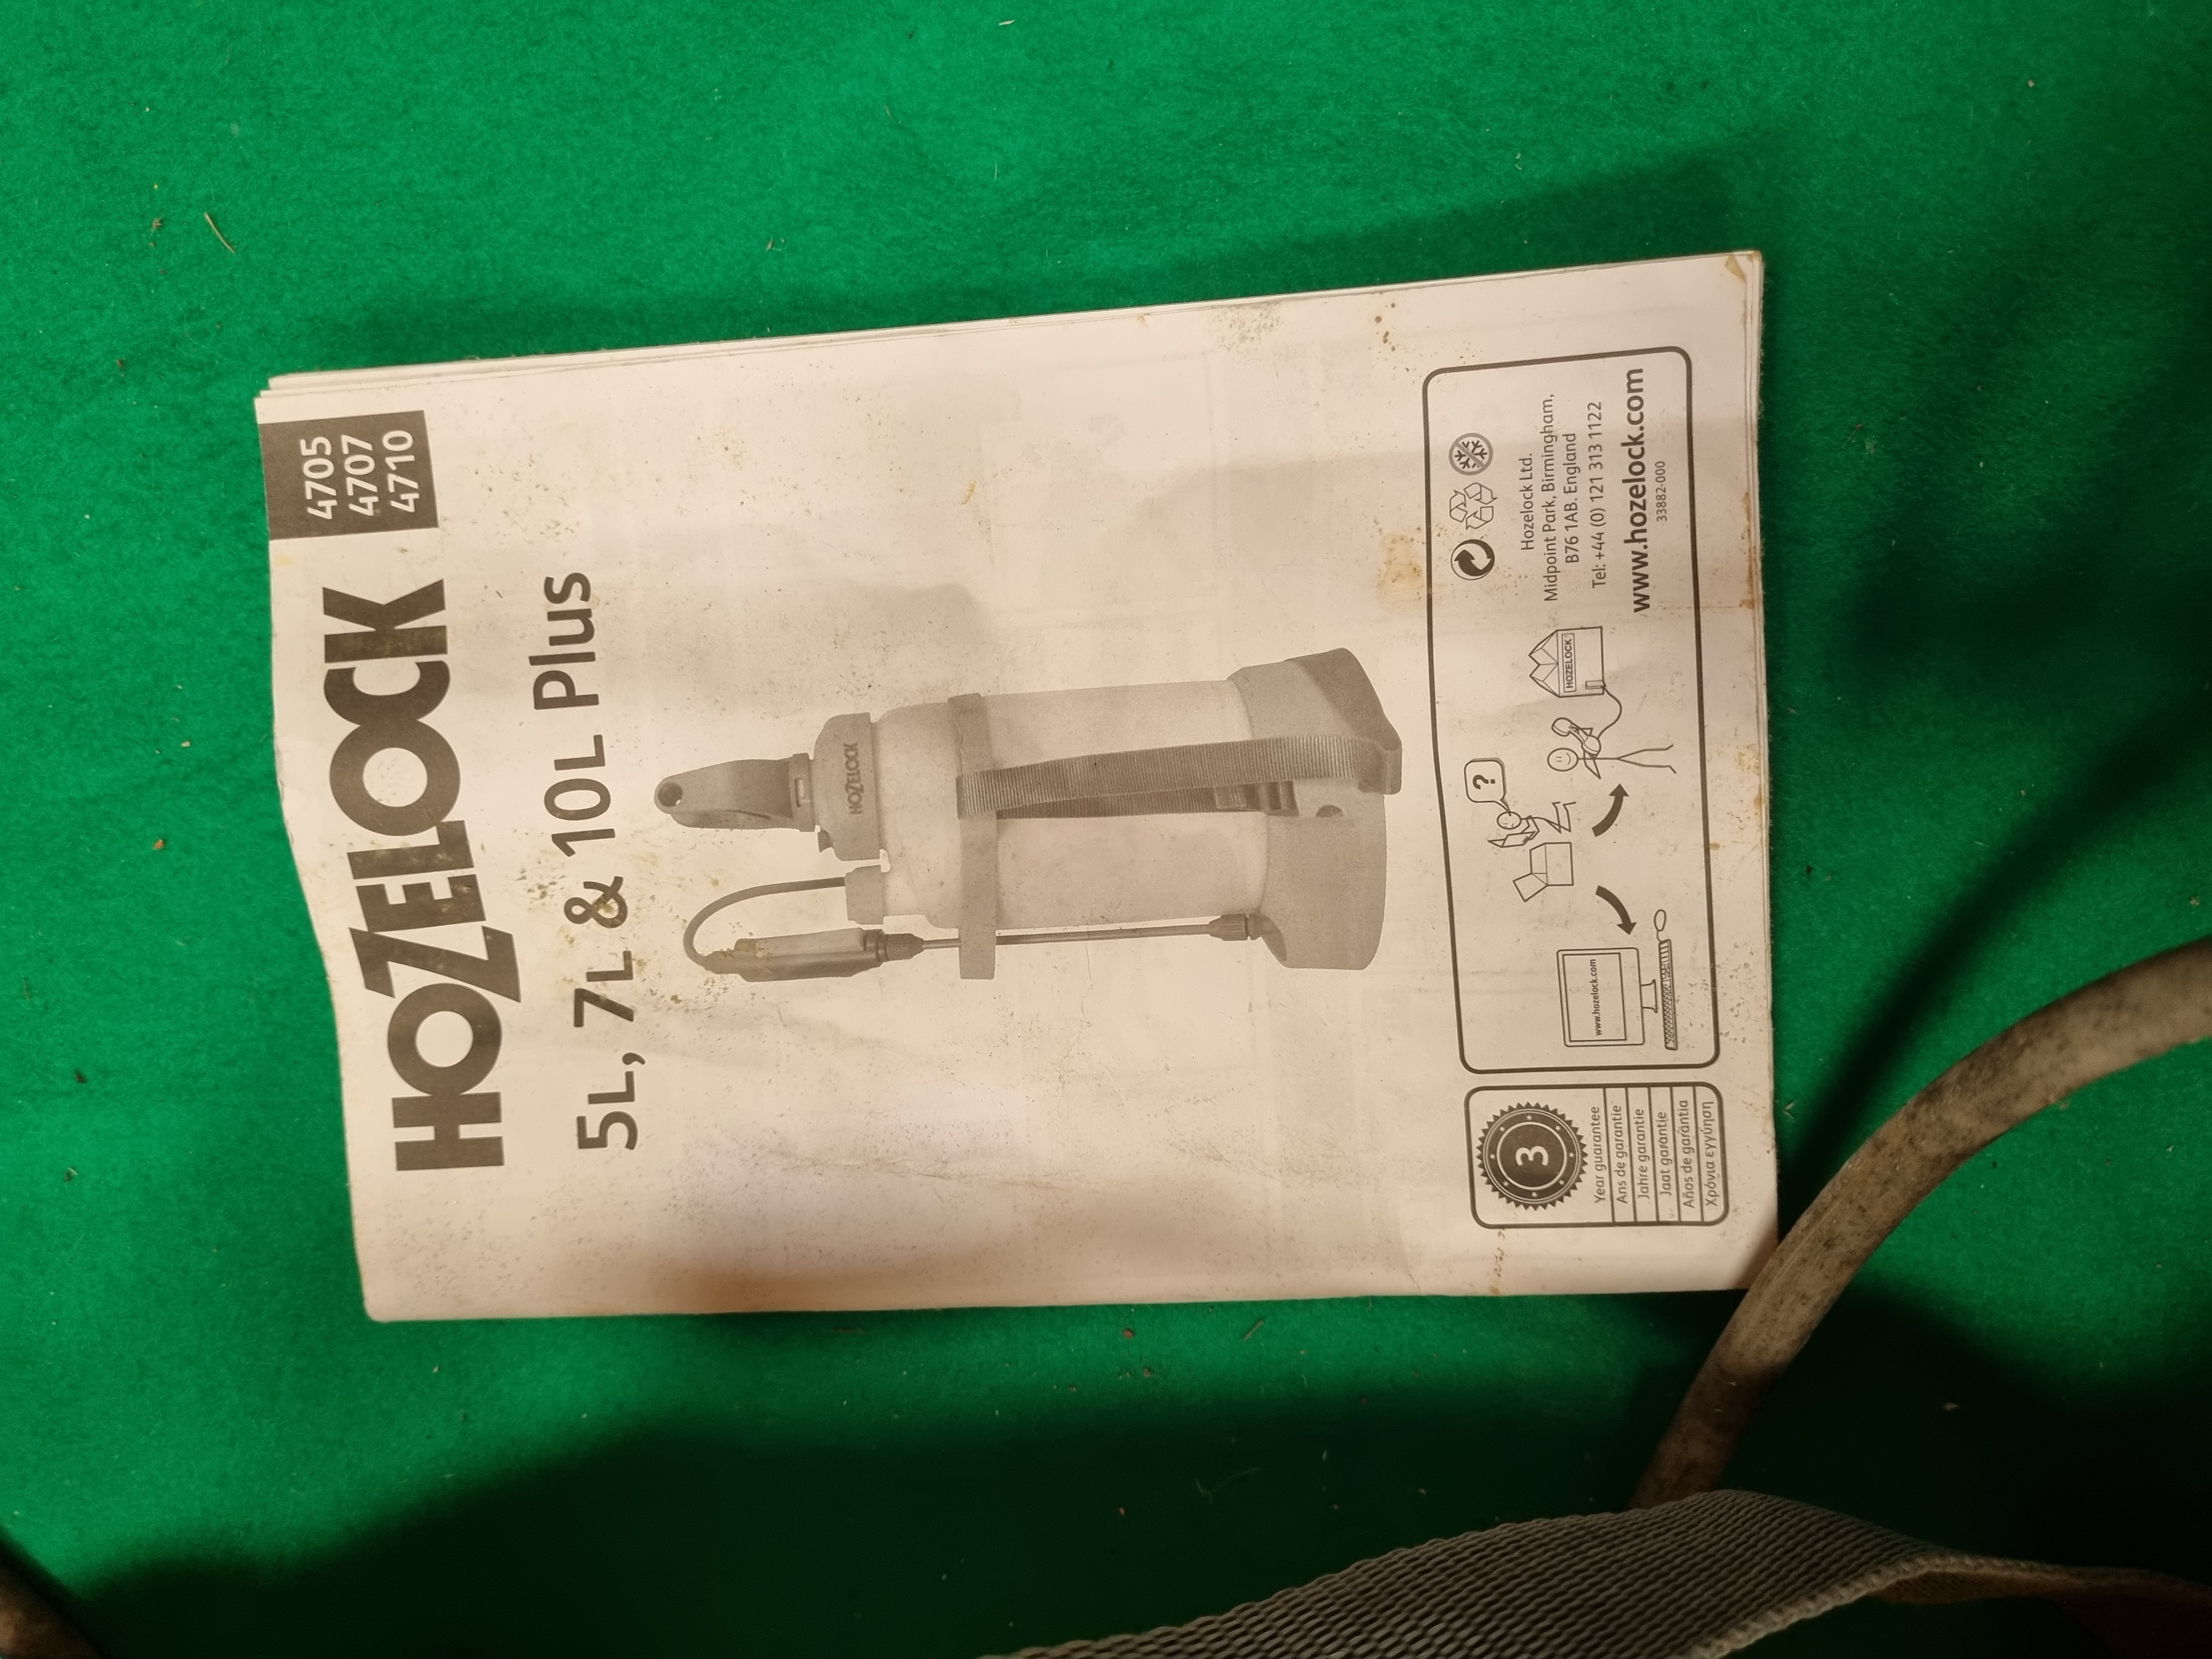 4705
4707
4710
HOZELOCK
5L, 7L & 10L Plus
HOZELOCK
3
Year guarantee
Ans de garantie
Jahre garantie
Jaar garantie
Años de garantía
Χρόνια εγγύηση
www.hozelock.com
?
HOZELOCK
Hozelock Ltd.
Midpoint Park, Birmingham,
B76 1AB. England
Tel: +44 (0) 121 313 1122
www.hozelock.com
33882-000